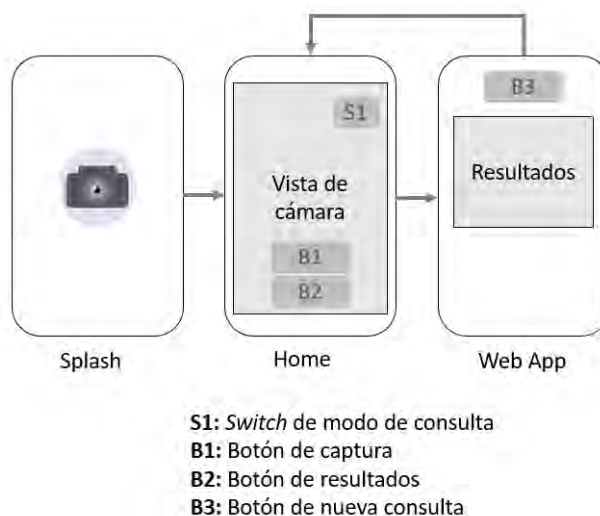 B3
S1
Resultados
Vista de
cámara
B1
B2
Splash
Home
Web App
S1: Switch de modo de consulta
B1: Botón de captura
B2: Botón de resultados
B3: Botón de nueva consulta